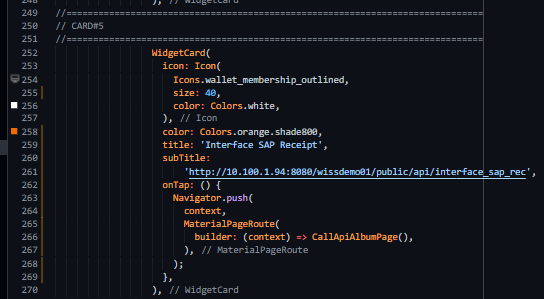 248 ), // WidgetCard
249 //==============================================================================
250 // CARD#5
251 //==============================================================================
252 WidgetCard(
253 icon: Icon(
254 Icons.wallet_membership_outlined,
255 size: 40,
256 color: Colors.white,
257 ), // Icon
258 color: Colors.orange.shade800,
259 title: 'Interface SAP Receipt',
260 subTitle:
261 'http://10.100.1.94:8080/wissdemo01/public/api/interface_sap_rec',
262 onTap: () {
263 Navigator.push(
264 context,
265 MaterialPageRoute(
266 builder: (context) => CallApiAlbumPage(),
267 ), // MaterialPageRoute
268 );
269 },
270 ), // WidgetCard